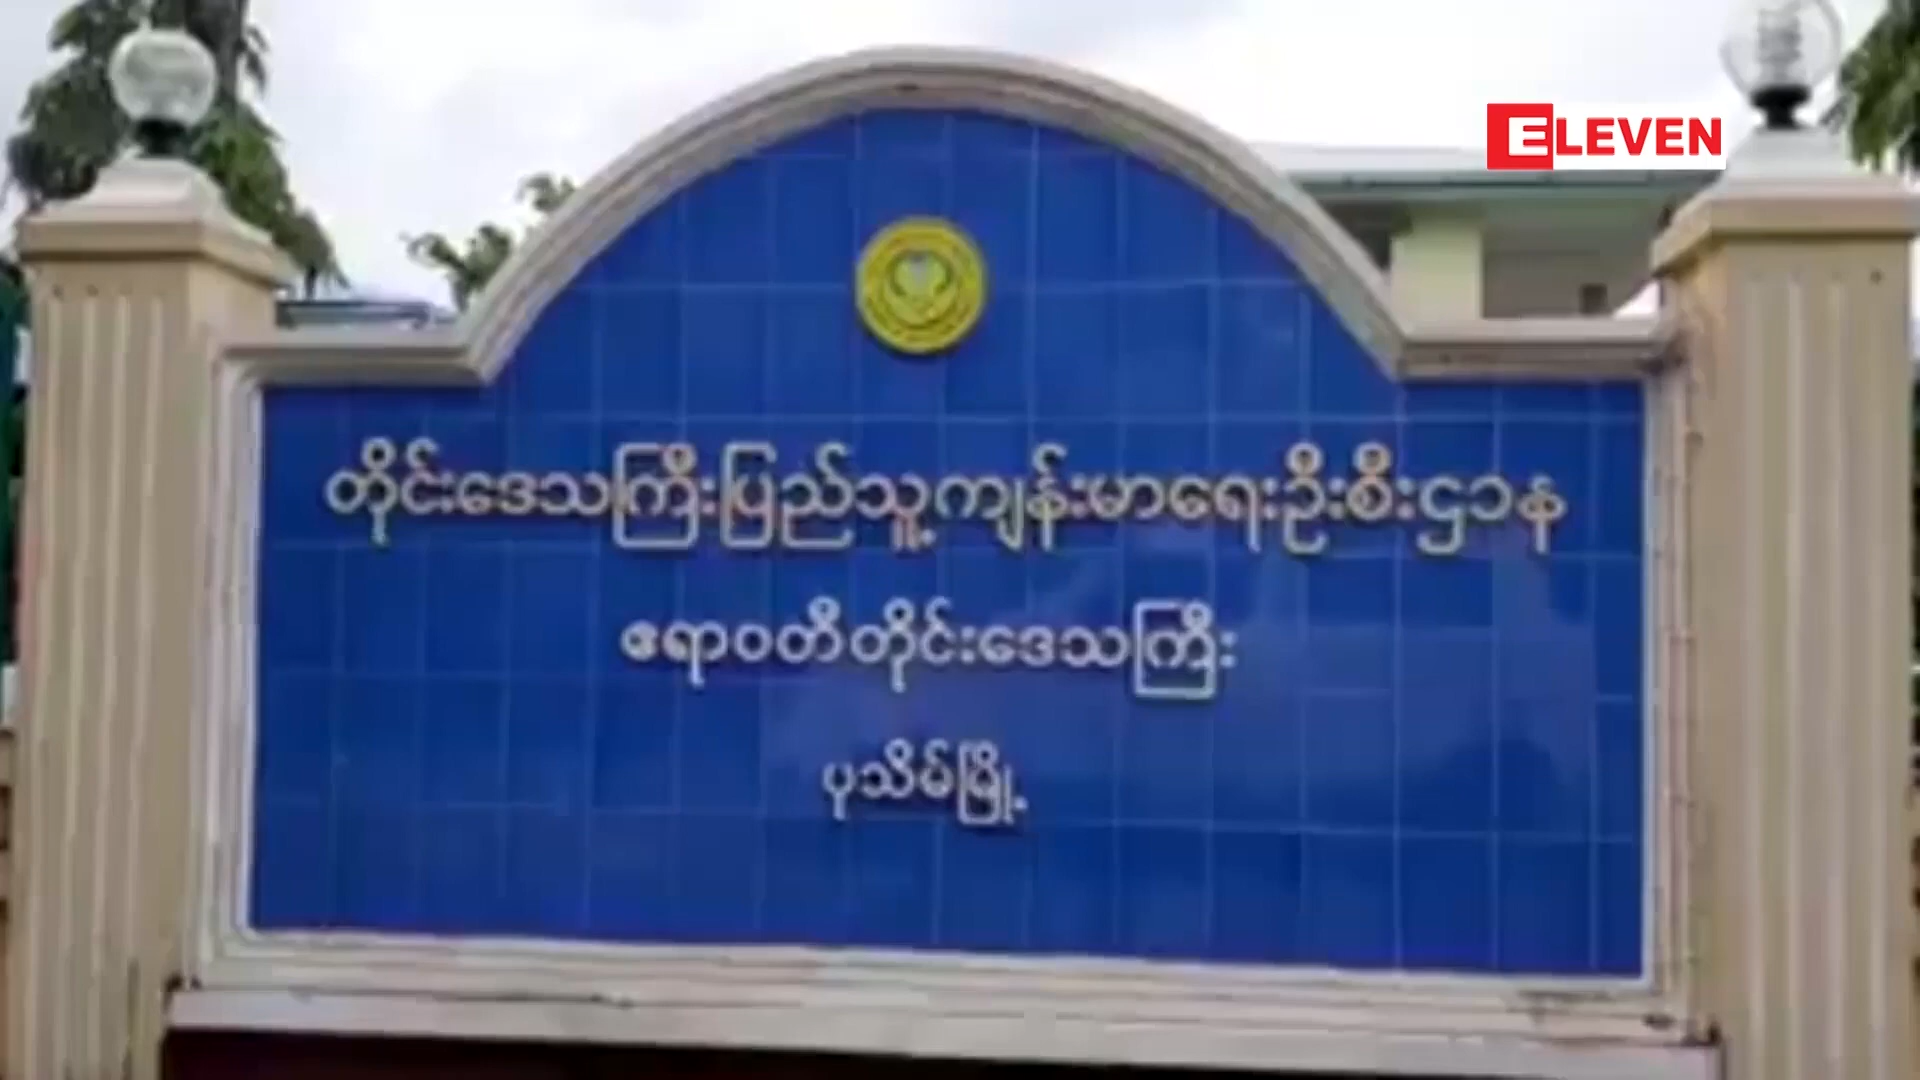 ELEVEN
တိုင်းဒေသကြီးပြည်သူ့ကျန်းမာရေးဦးစီးဌာန
ဧရာဝတီတိုင်းဒေသကြီး
ပုသိမ်မြို့